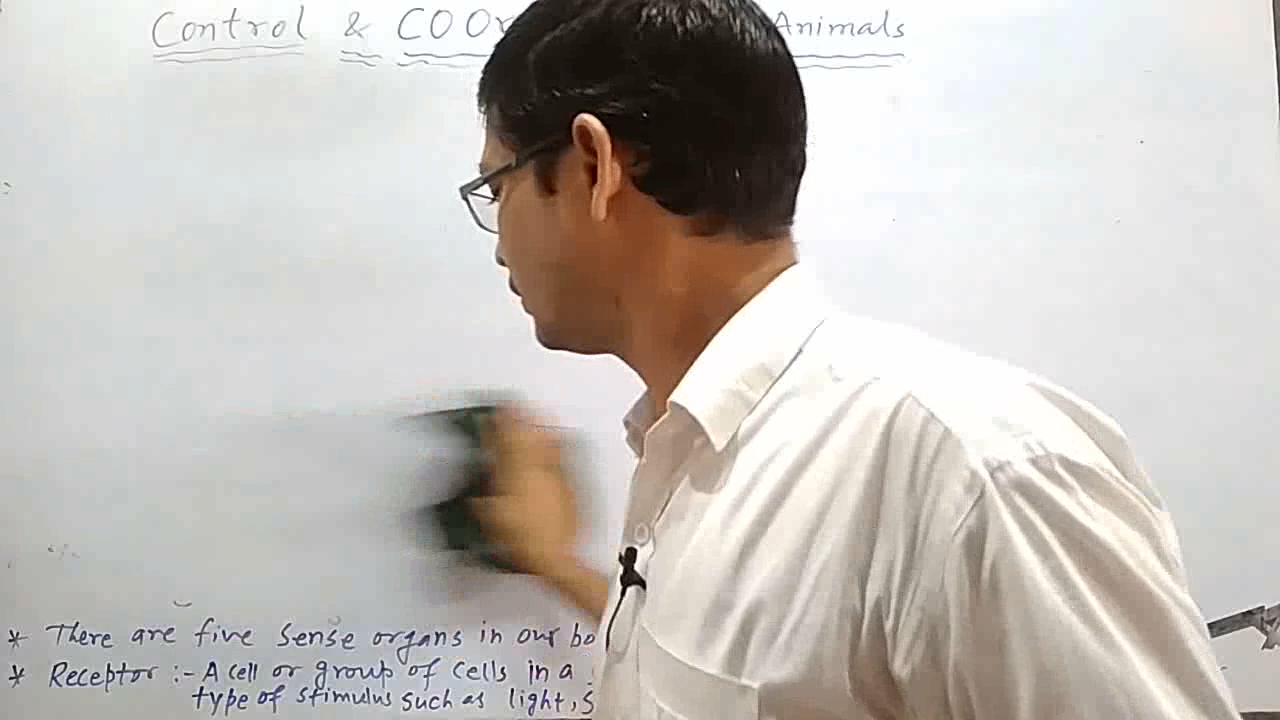 Control & COOr Animals
* There are five sense organs in our bo
* Receptor :- A cell or group of cells in a
type of stimulus such as light, s